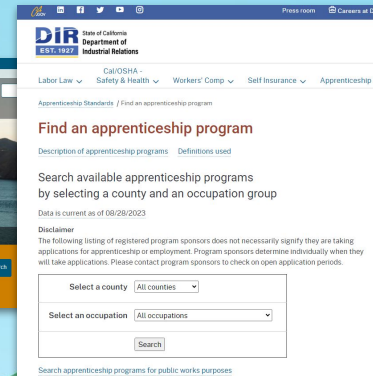 Press room Careers at D
DIR State of California
Department of
Industrial Relations
EST. 1927
Labor Law Cal/OSHA - Safety & Health Workers' Comp Self Insurance Apprenticeship
Apprenticeship Standards / Find an apprenticeship program
Find an apprenticeship program
Description of apprenticeship programs Definitions used
Search available apprenticeship programs
by selecting a county and an occupation group
Data is current as of 08/28/2023
Disclaimer
The following listing of registered program sponsors does not necessarily signify they are taking
applications for apprenticeship or employment. Program sponsors determine individually when they
will take applications. Please contact program sponsors to check on open application periods.
Select a county All counties
Select an occupation All occupations
Search
Search apprenticeship programs for public works purposes
rch